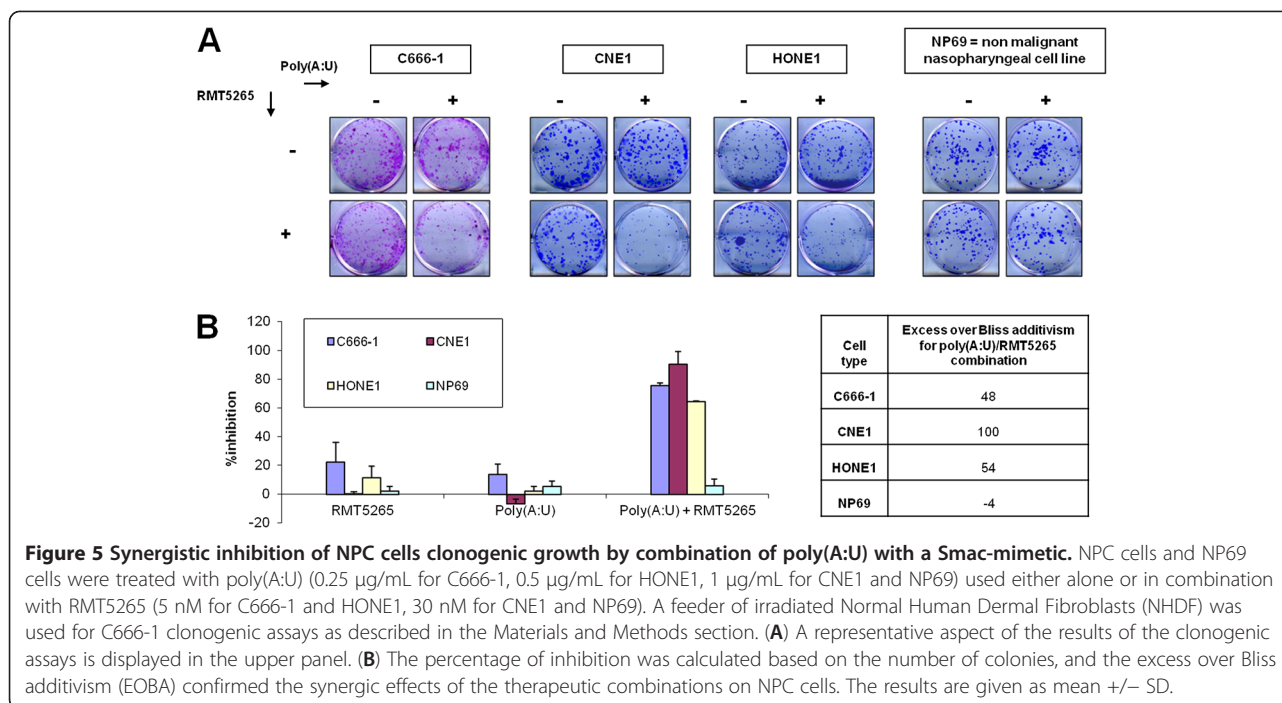 A
Poly(A:U)
RMT5265
C666-1
CNE1
HONE1
NP69 = non malignant
nasopharyngeal cell line
- + - + - + - +
-
+
B
120
100
80
60
40
20
0
-20
%inhibition
C666-1
CNE1
HONE1
NP69
RMT5265
Poly(A:U)
Poly(A:U) + RMT5265
Cell
type
Excess over Bliss additivism
for poly(A:U)/RMT5265
combination
C666-1 48
CNE1 100
HONE1 54
NP69 -4
Figure 5 Synergistic inhibition of NPC cells clonogenic growth by combination of poly(A:U) with a Smac-mimetic. NPC cells and NP69
cells were treated with poly(A:U) (0.25 μg/mL for C666-1, 0.5 μg/mL for HONE1, 1 μg/mL for CNE1 and NP69) used either alone or in combination
with RMT5265 (5 nM for C666-1 and HONE1, 30 nM for CNE1 and NP69). A feeder of irradiated Normal Human Dermal Fibroblasts (NHDF) was
used for C666-1 clonogenic assays as described in the Materials and Methods section. (A) A representative aspect of the results of the clonogenic
assays is displayed in the upper panel. (B) The percentage of inhibition was calculated based on the number of colonies, and the excess over Bliss
additivism (EOBA) confirmed the synergic effects of the therapeutic combinations on NPC cells. The results are given as mean +/− SD.